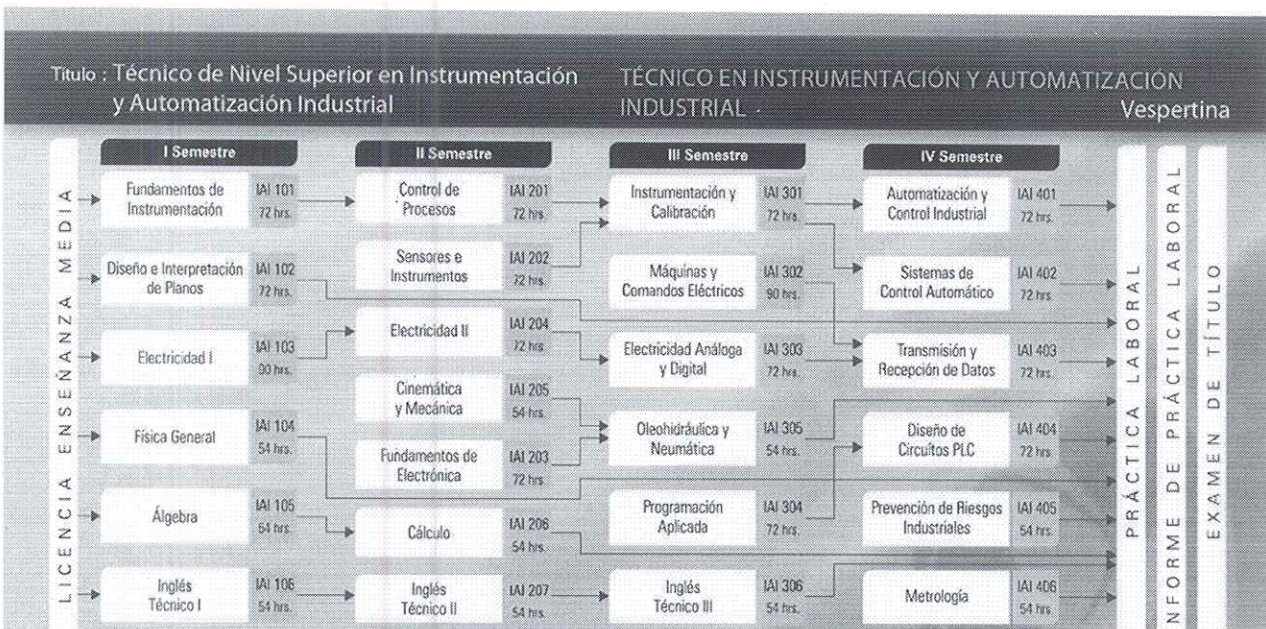 Título : Técnico de Nivel Superior en Instrumentación
y Automatización Industrial
TÉCNICO EN INSTRUMENTACIÓN Y AUTOMATIZACIÓN
INDUSTRIAL
Vespertina
LICENCIA ENSEÑANZA MEDIA
I Semestre
Fundamentos de
Instrumentación
IAI 101
72 hrs.
Diseño e Interpretación
de Planos
IAI 102
72 hrs.
Electricidad I
IAI 103
90 hrs.
Física General
IAI 104
54 hrs.
Álgebra
IAI 105
54 hrs.
Inglés
Técnico I
IAI 106
54 hrs.
II Semestre
Control de
Procesos
IAI 201
72 hrs.
Sensores e
Instrumentos
IAI 202
72 hrs.
Electricidad II
IAI 204
72 hrs.
Cinemática
y Mecánica
IAI 205
54 hrs.
Fundamentos de
Electrónica
IAI 203
72 hrs.
Cálculo
IAI 206
54 hrs.
Inglés
Técnico II
IAI 207
54 hrs.
III Semestre
Instrumentación y
Calibración
IAI 301
72 hrs.
Máquinas y
Comandos Eléctricos
IAI 302
90 hrs.
Electricidad Análoga
y Digital
IAI 303
72 hrs.
Oleohidráulica y
Neumática
IAI 305
54 hrs.
Programación
Aplicada
IAI 304
72 hrs.
Inglés
Técnico III
IAI 306
54 hrs.
IV Semestre
Automatización y
Control Industrial
IAI 401
72 hrs.
Sistemas de
Control Automático
IAI 402
72 hrs
Transmisión y
Recepción de Datos
IAI 403
72 hrs.
Diseño de
Circuítos PLC
IAI 404
72 hrs.
Prevención de Riesgos
Industriales
IAI 405
54 hrs.
Metrología
IAI 406
54 hrs.
PRÁCTICA LABORAL
NFORME DE PRÁCTICA LABORAL
EXAMEN DE TÍTULO